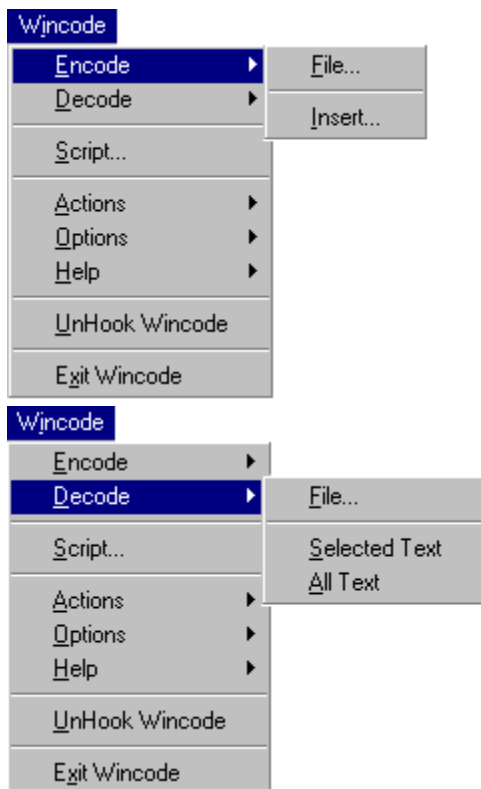 Wincode
Encode
File...
Decode
Insert...
Script...
Actions
Options
Help
UnHook Wincode
Exit Wincode
Wincode
Encode
Decode
File...
Script...
Selected Text
All Text
Actions
Options
Help
UnHook Wincode
Exit Wincode